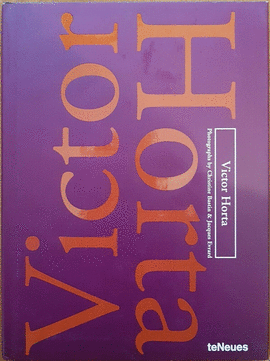 Victor
Horta
Victor Horta
Photographs by Christine Bastin & Jacques Evrard
teNeues